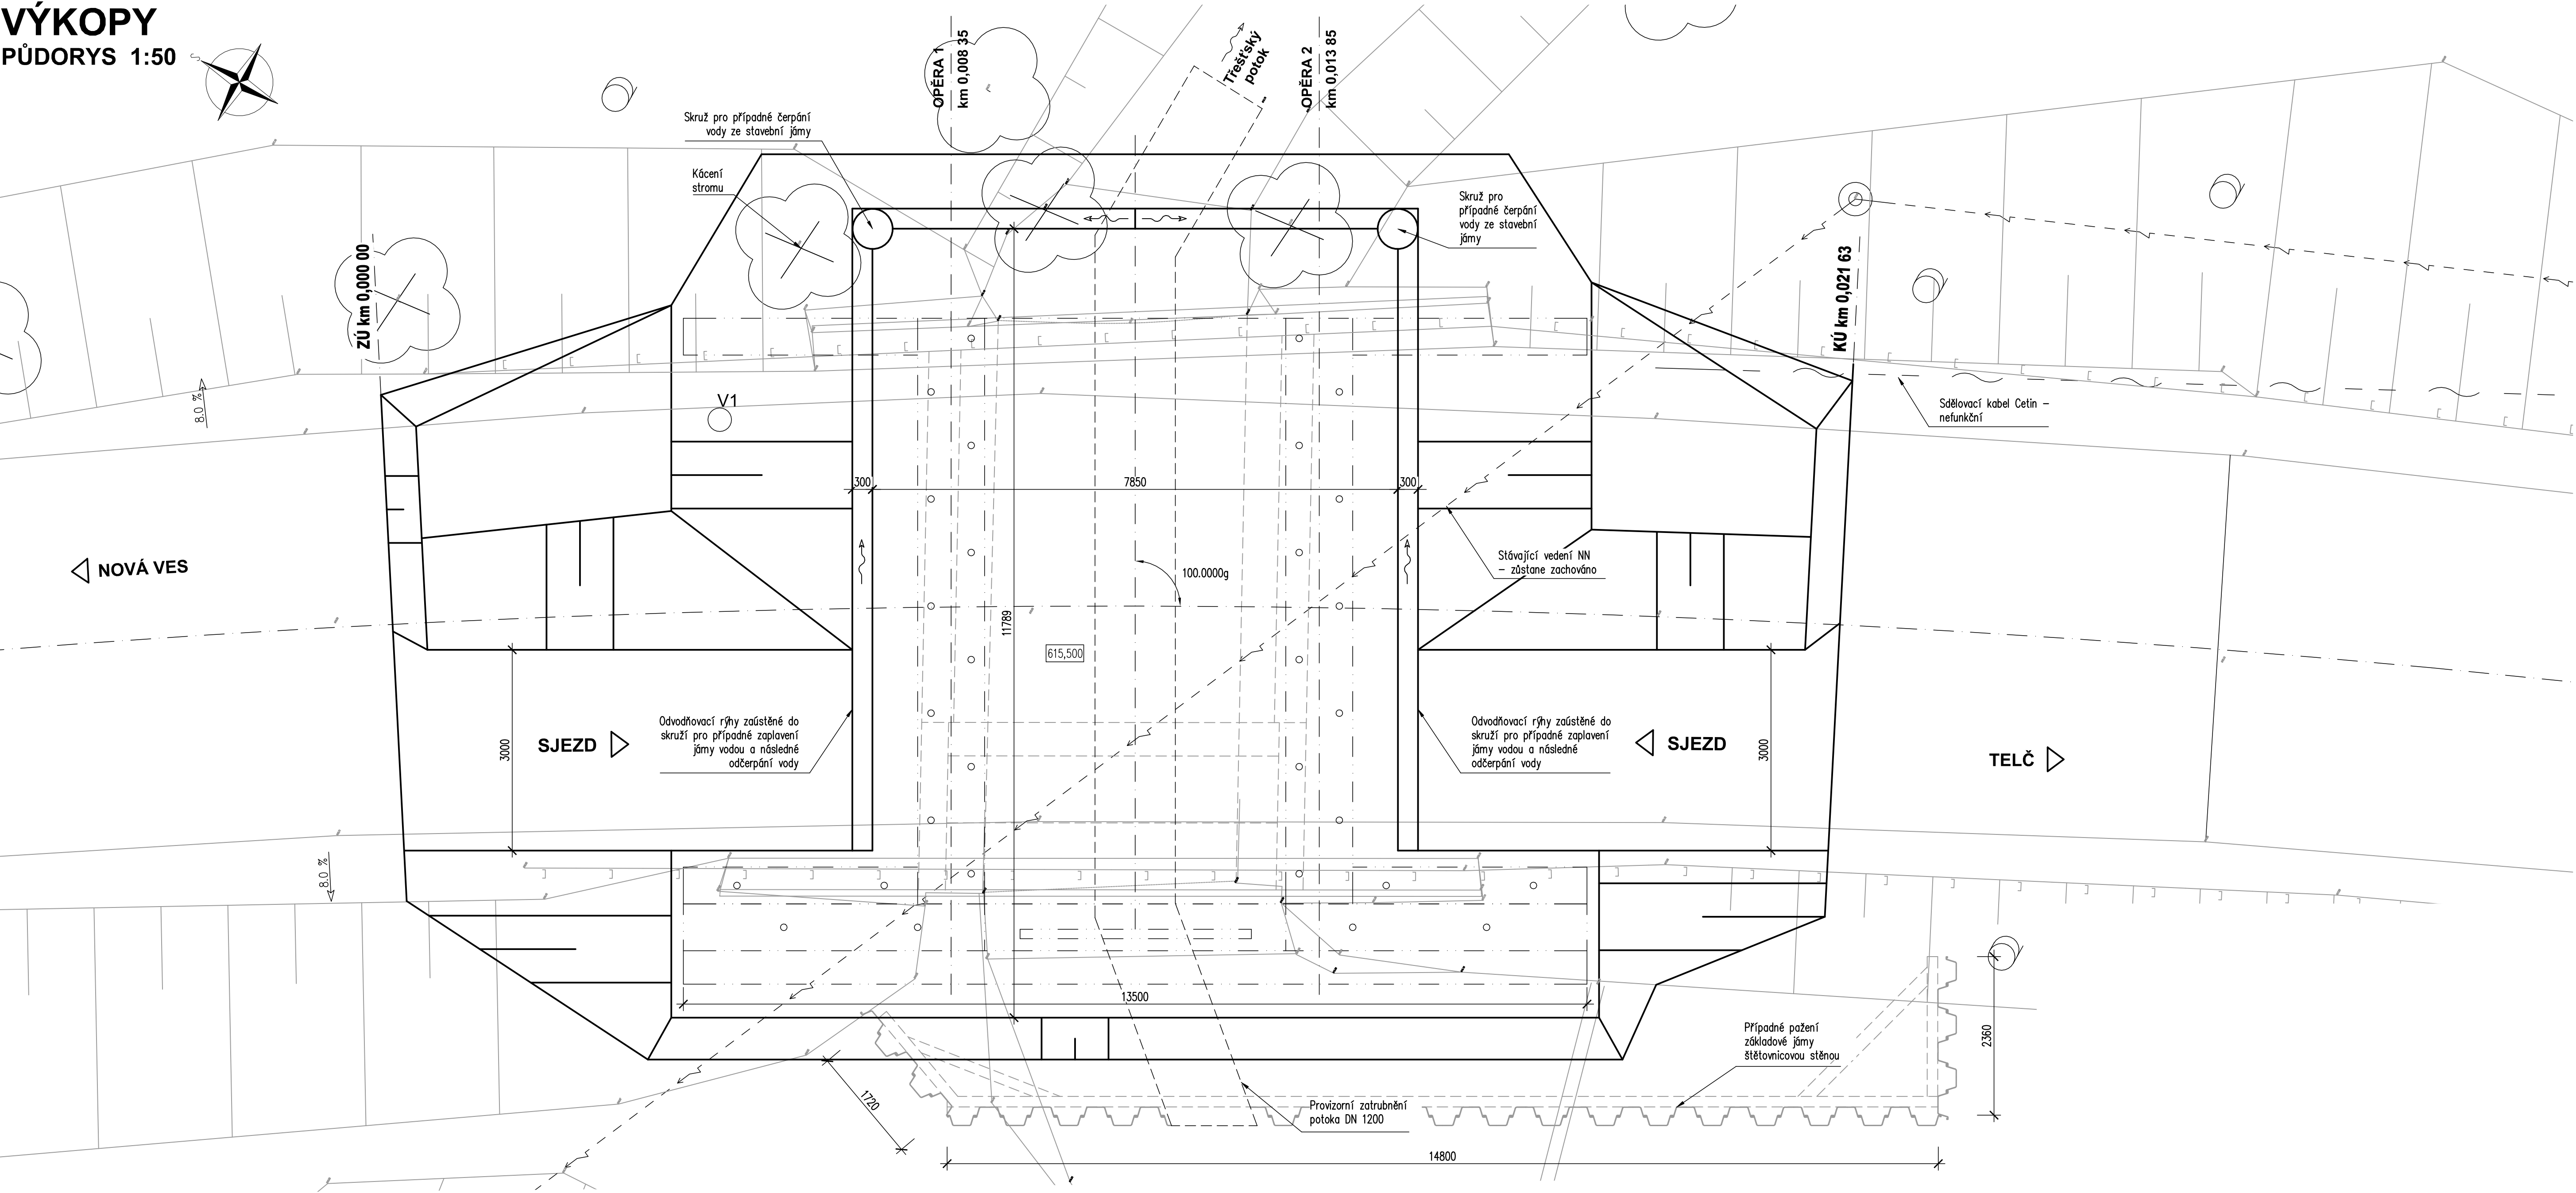 VÝKOPY
PŮDORYS 1:50
OPĚRA 1
km 0,008 35
Třešťský
potok
OPĚRA 2
km 0,013 85
Skruž pro případné čerpání
vody ze stavební jámy
Kácení
stromu
Skruž pro
případné čerpání
vody ze stavební
jámy
ZÚ km 0,000 00
KÚ km 0,021 63
8.0 %
V1
Sdělovací kabel Cetin –
nefunkční
300
7850
300
Stávající vedení NN
– zůstane zachováno
NOVÁ VES
100.0000g
11789
615,500
3000
SJEZD
Odvodňovací rýhy zaústěné do
skruží pro případné zaplavení
jámy vodou a následné
odčerpání vody
Odvodňovací rýhy zaústěné do
skruží pro případné zaplavení
jámy vodou a následné
odčerpání vody
SJEZD
3000
TELČ
8.0 %
13500
Případné pažení
základové jámy
štětovnicovou stěnou
2360
1720
Provizorní zatrubnění
potoka DN 1200
14800